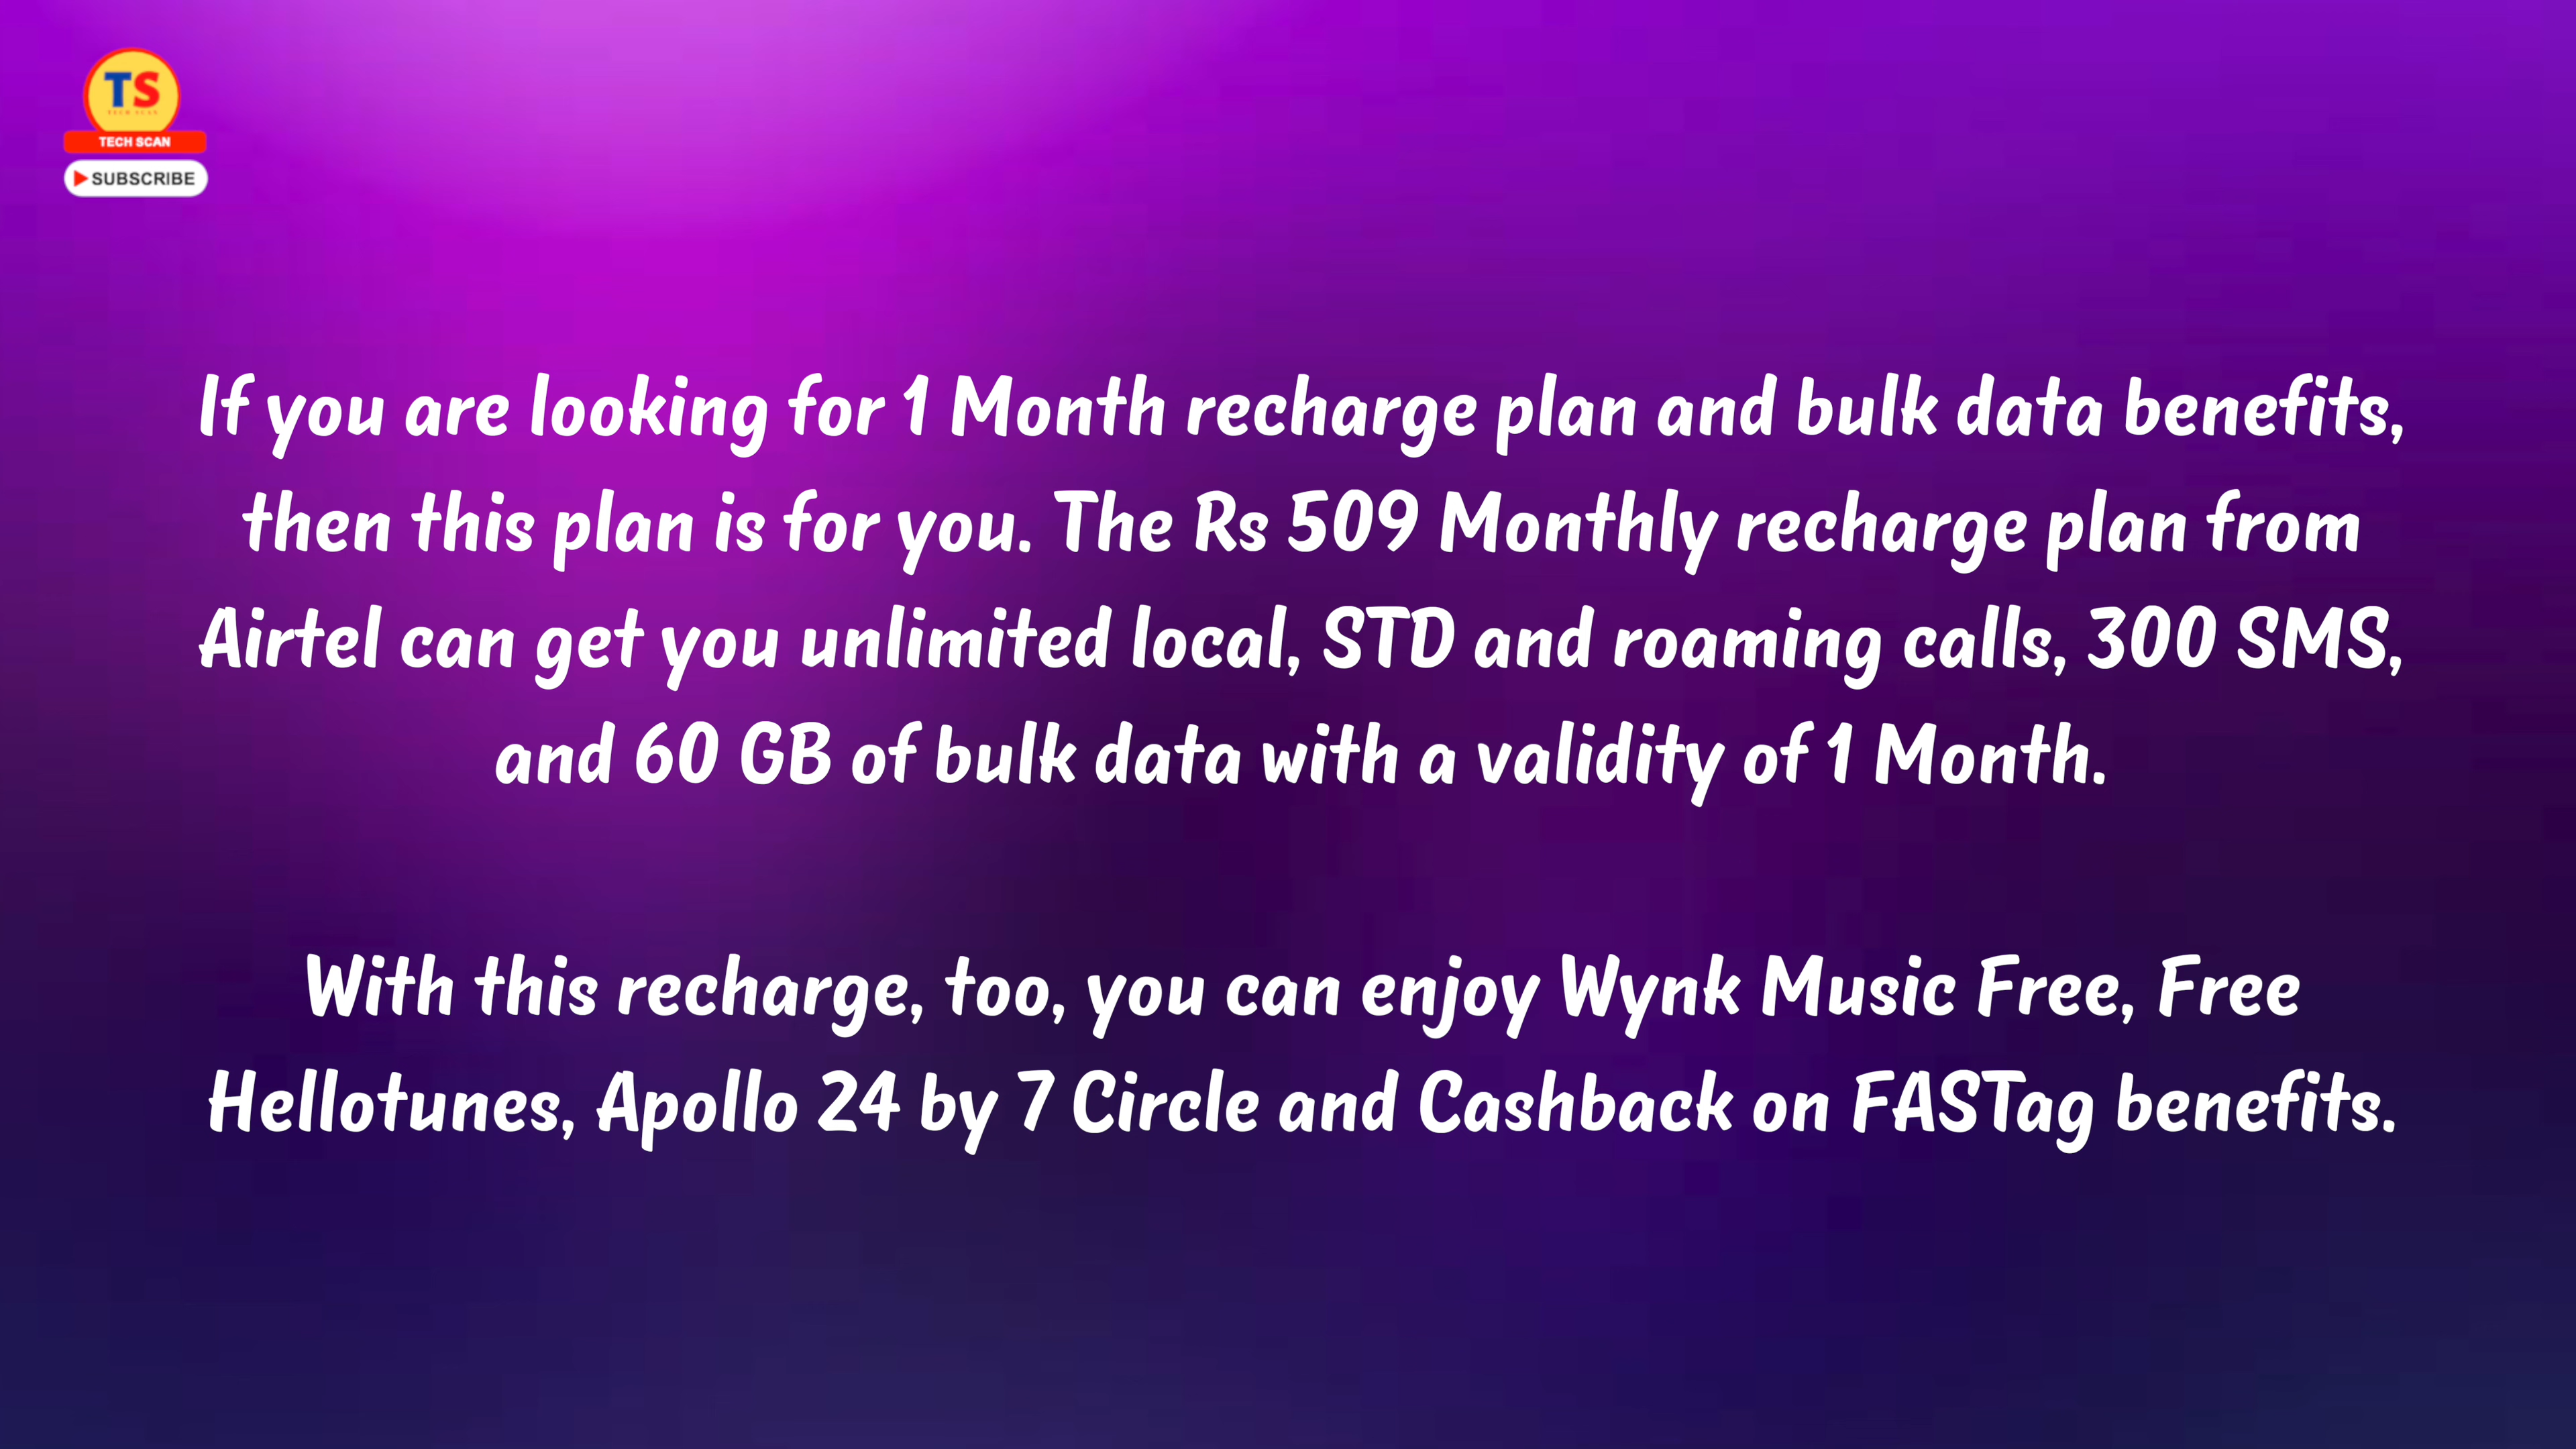 TS
TECH SCAN
TECH SCAN
SUBSCRIBE
If you are looking for 1 Month recharge plan and bulk data benefits,
then this plan is for you. The Rs 509 Monthly recharge plan from
Airtel can get you unlimited local, STD and roaming calls, 300 SMS,
and 60 GB of bulk data with a validity of 1 Month.
With this recharge, too, you can enjoy Wynk Music Free, Free
Hellotunes, Apollo 24 by 7 Circle and Cashback on FASTag benefits.